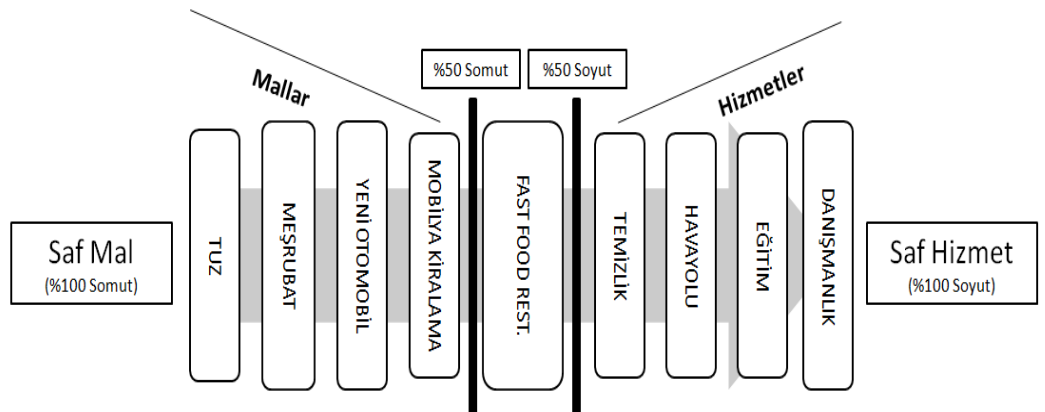 %50 Somut
%50 Soyut
Mallar
Hizmetler
Saf Mal
(%100 Somut)
TUZ
MEŞRUBAT
YENİ OTOMOBİL
MOBİLYA KİRALAMA
FAST FOOD REST.
TEMİZLİK
HAVAYOLU
EĞİTİM
DANIŞMANLIK
Saf Hizmet
(%100 Soyut)